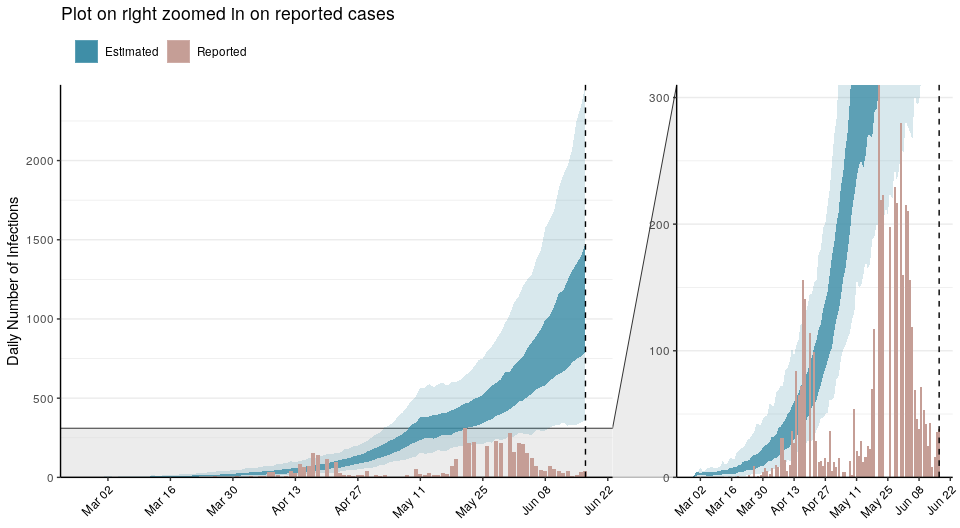 Plot on right zoomed in on reported cases
Estimated Reported
Daily Number of Infections
2000
1500
1000
500
0
Mar 02 Mar 16 Mar 30 Apr 13 Apr 27 May 11 May 25 Jun 08 Jun 22
300
200
100
0
Mar 02 Mar 16 Mar 30 Apr 13 Apr 27 May 11 May 25 Jun 08 Jun 22